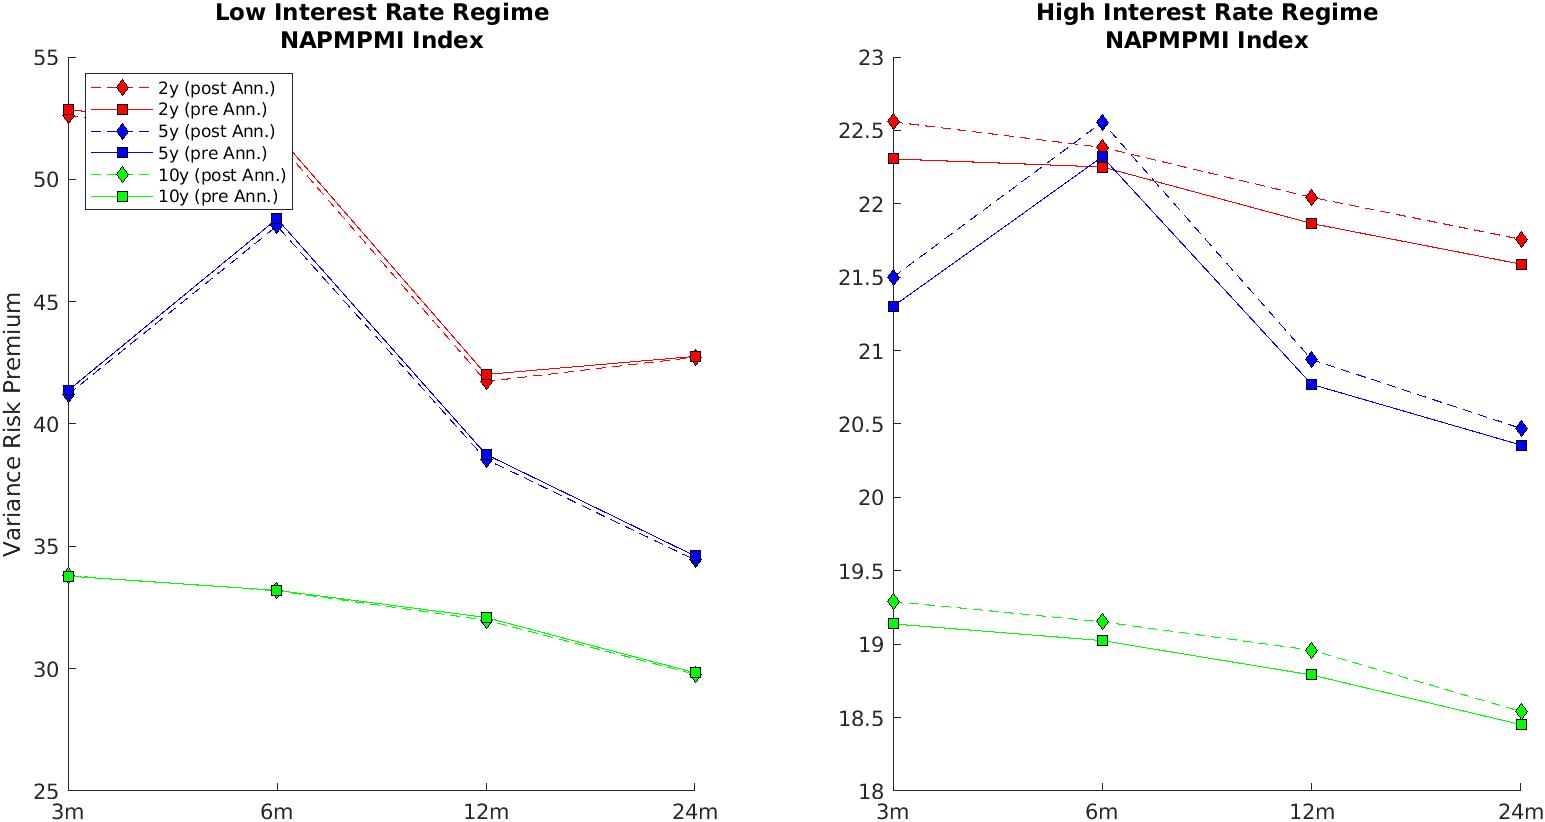 Low Interest Rate Regime
NAPMPMI Index
Variance Risk Premium
55
50
45
40
35
30
25
3m
6m
12m
24m
2y (post Ann.)
2y (pre Ann.)
5y (post Ann.)
5y (pre Ann.)
10y (post Ann.)
10y (pre Ann.)
High Interest Rate Regime
NAPMPMI Index
23
22.5
22
21.5
21
20.5
20
19.5
19
18.5
18
3m
6m
12m
24m